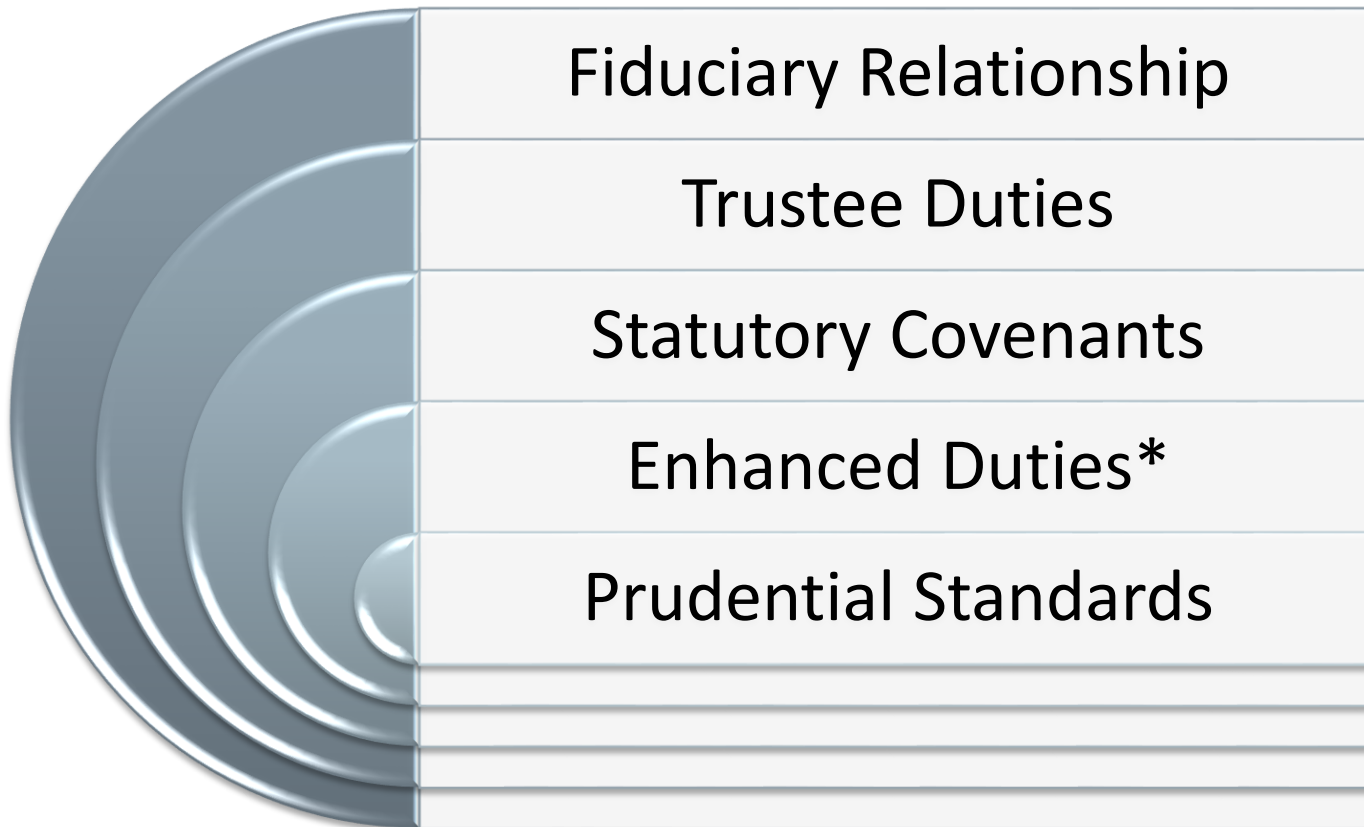 Fiduciary Relationship
Trustee Duties
Statutory Covenants
Enhanced Duties*
Prudential Standards